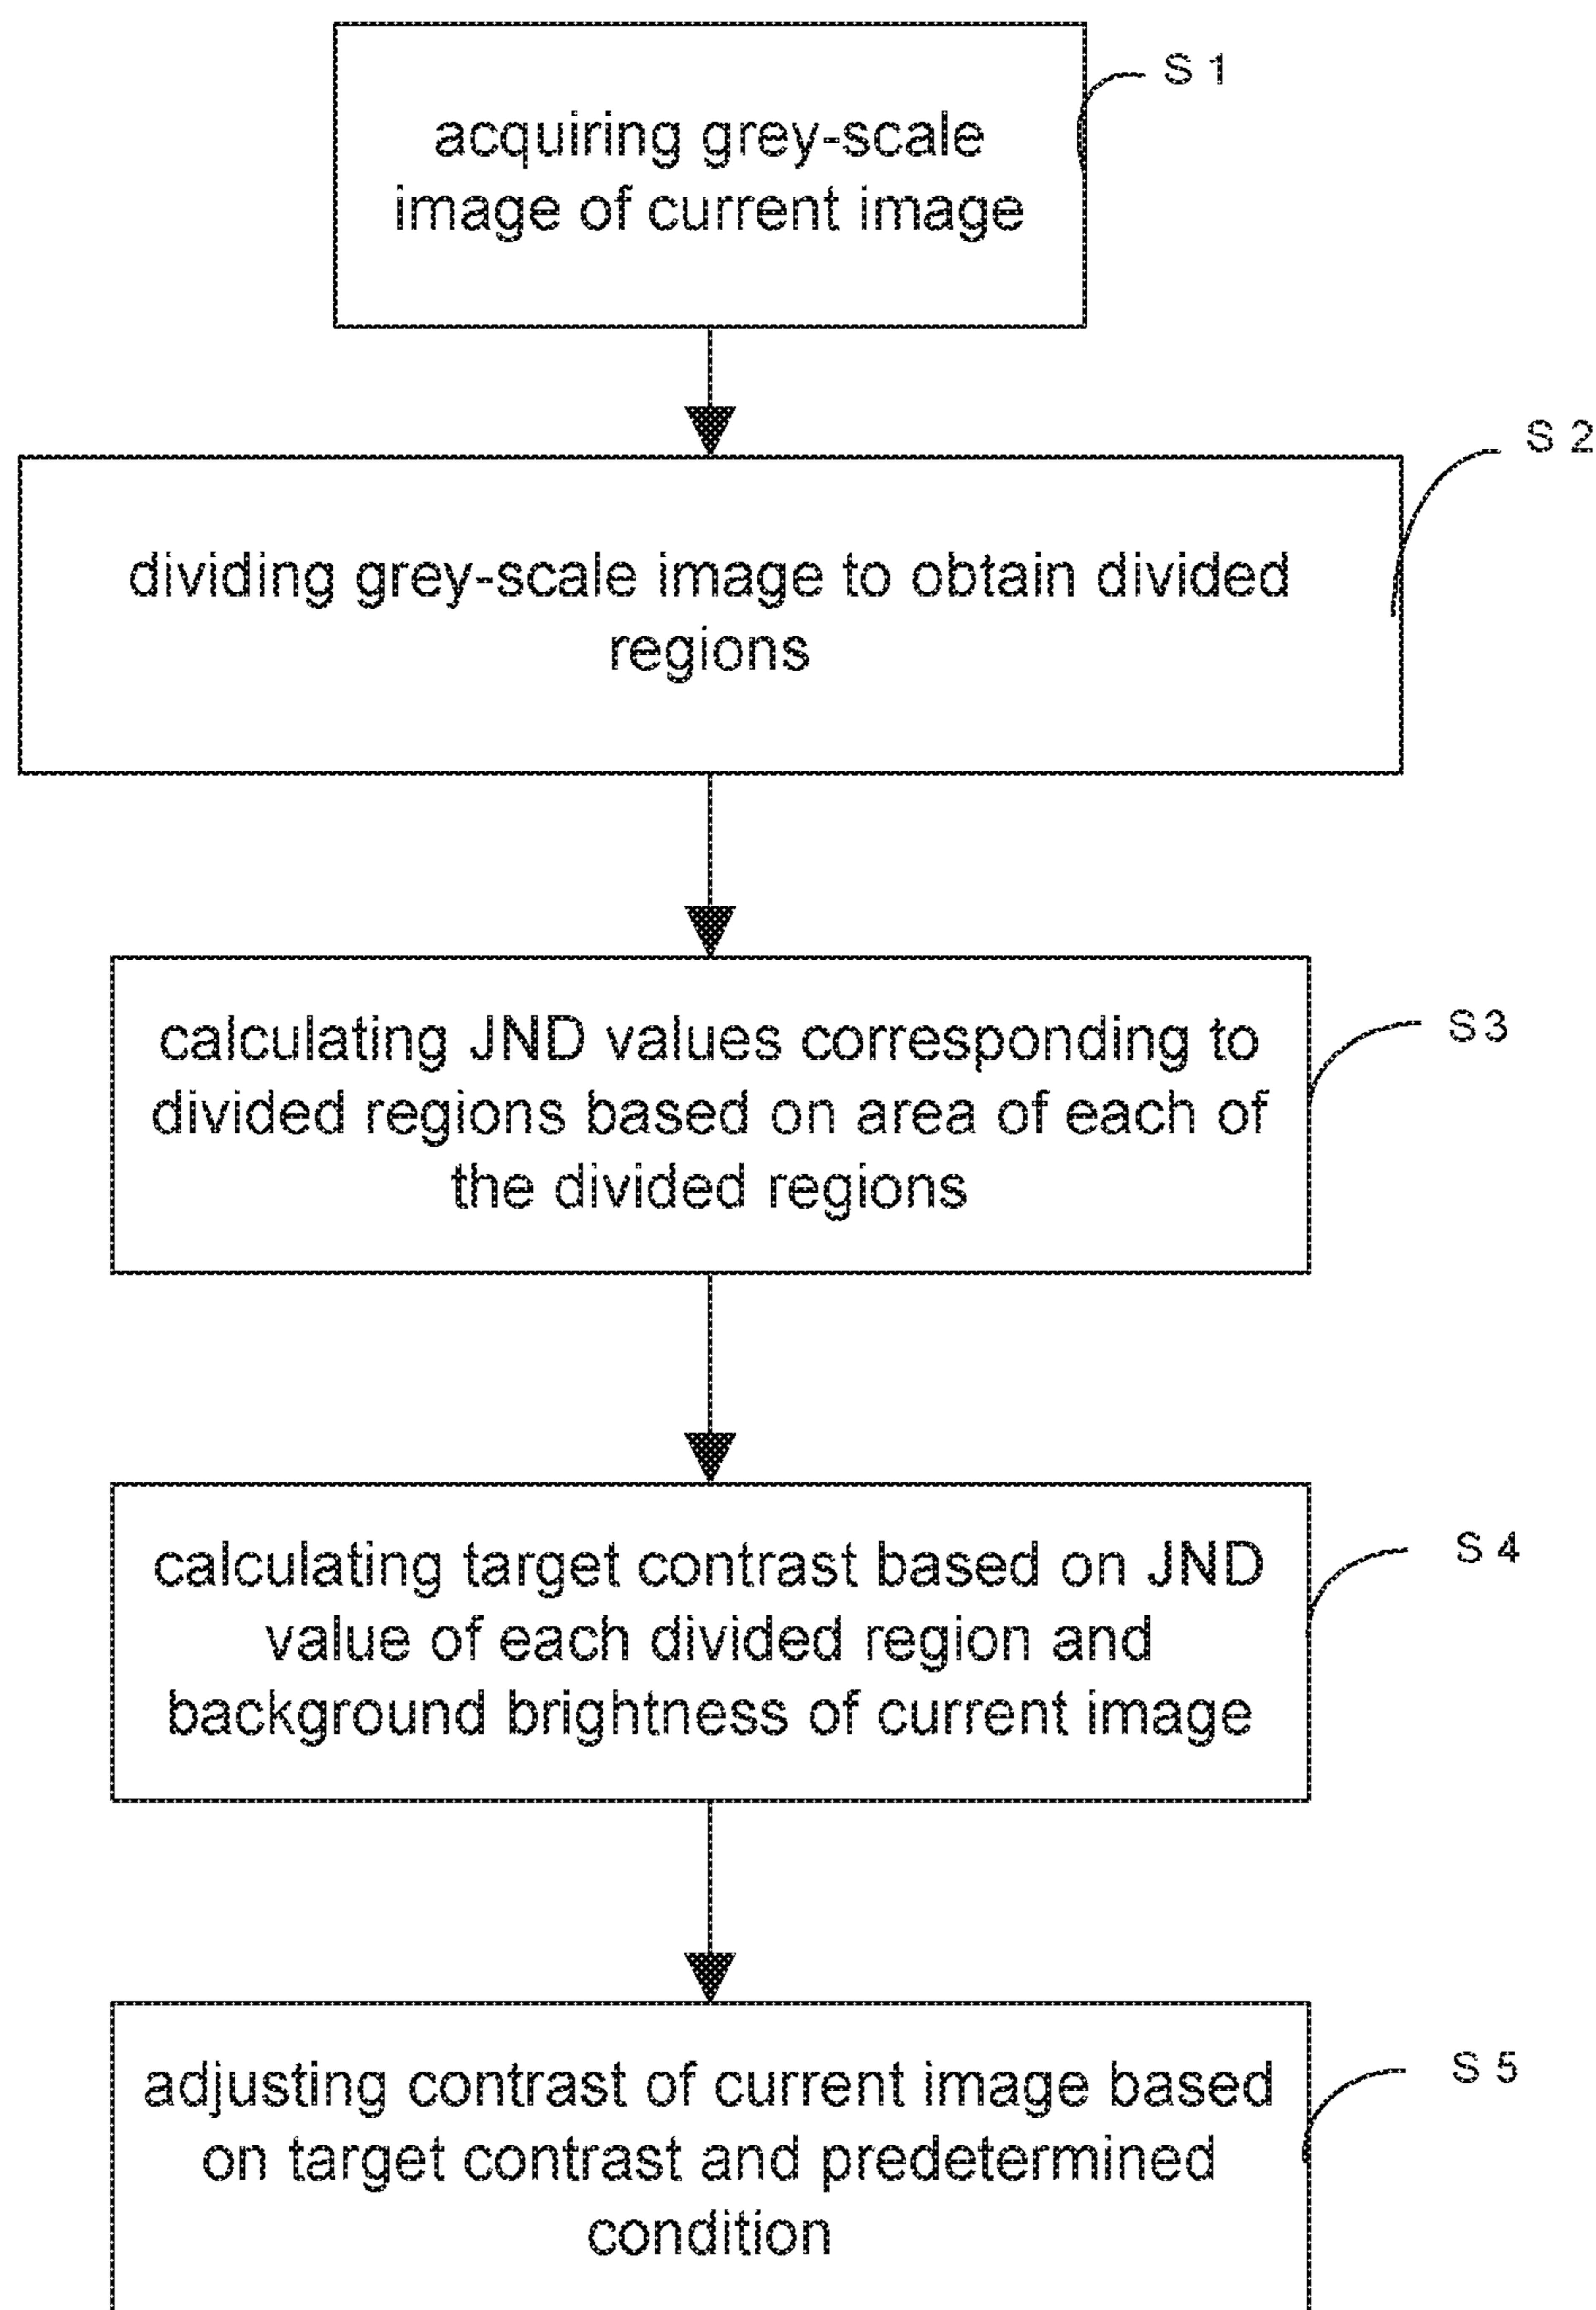 S 1
acquiring grey-scale
image of current image
S 2
dividing grey-scale image to obtain divided
regions
S 3
calculating JND values corresponding to
divided regions based on area of each of
the divided regions
S 4
calculating target contrast based on JND
value of each divided region and
background brightness of current image
S 5
adjusting contrast of current image based
on target contrast and predetermined
condition